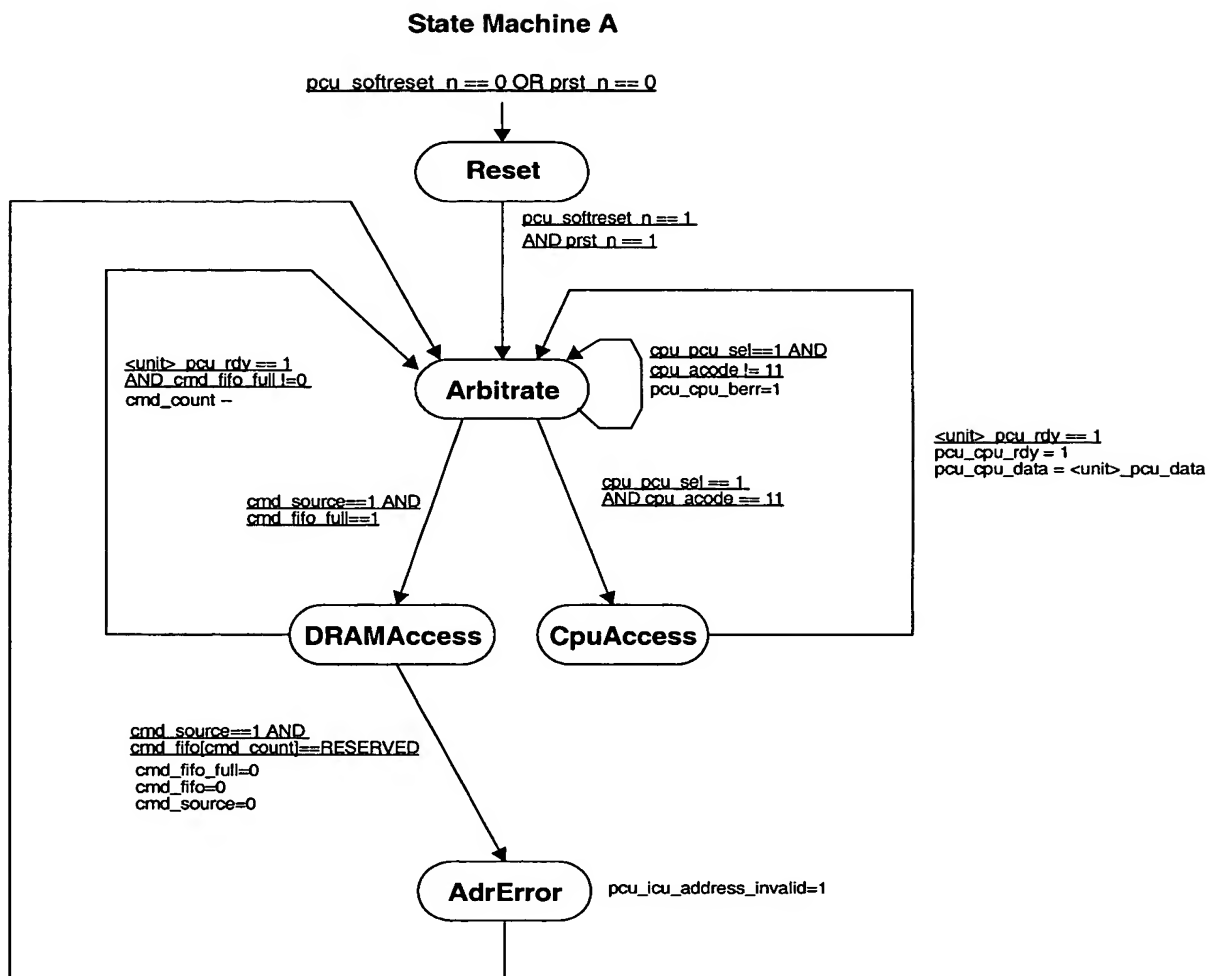 State Machine A
pcu_softreset_n == 0 OR prst_n == 0
Reset
pcu_softreset_n == 1
AND prst_n == 1
<unit>_pcu_rdy == 1
AND cmd_fifo_full !=0
cmd_count --
Arbitrate
cpu_pcu_sel==1 AND
cpu_acode != 11
pcu_cpu_berr=1
<unit>_pcu_rdy == 1
pcu_cpu_rdy = 1
pcu_cpu_data = <unit>_pcu_data
cmd_source==1 AND
cmd_fifo_full==1
cpu_pcu_sel == 1
AND cpu_acode == 11
DRAMAccess
CpuAccess
cmd_source==1 AND
cmd_fifo[cmd_count]==RESERVED
cmd_fifo_full=0
cmd_fifo=0
cmd_source=0
AdrError
pcu_icu_address_invalid=1